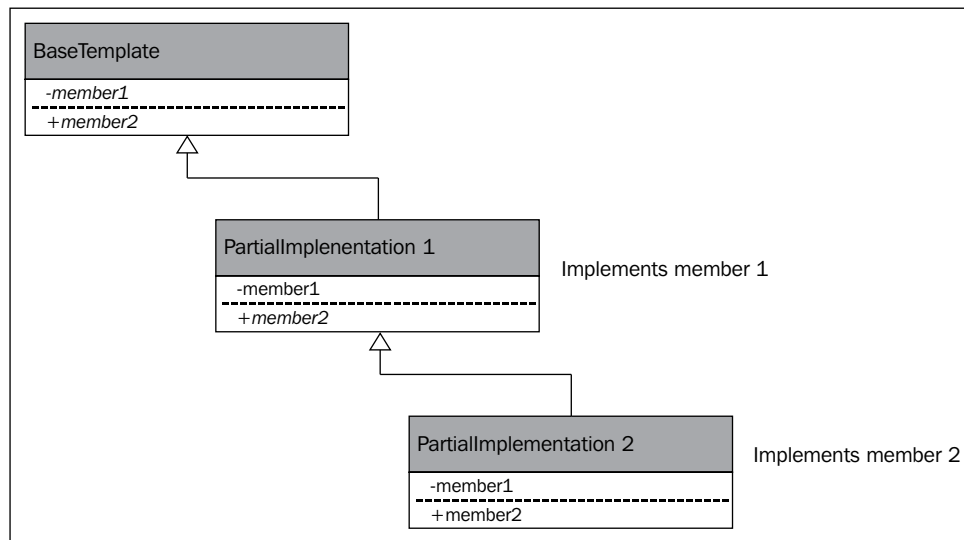 BaseTemplate
-member1
+member2
PartialImplenentation 1
Implements member 1
-member1
+member2
PartialImplementation 2
Implements member 2
-member1
+member2